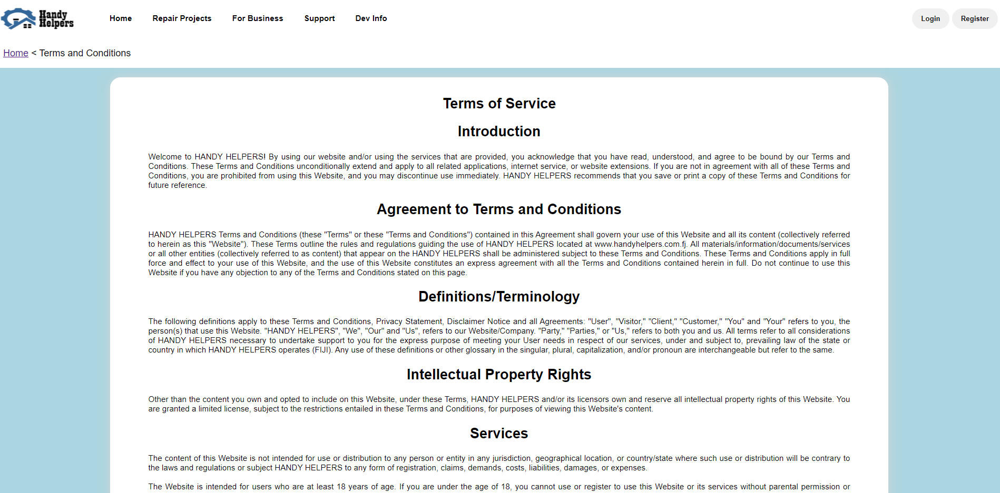 Handy
Helpers
Home
Repair Projects
For Business
Support
Dev Info
Login
Register
Home < Terms and Conditions
Terms of Service
Introduction
Welcome to HANDY HELPERS! By using our website and/or using the services that are provided, you acknowledge that you have read, understood, and agree to be bound by our Terms and
Conditions. These Terms and Conditions unconditionally extend and apply to all related applications, internet service, or website extensions. If you are not in agreement with all of these Terms and
Conditions, you are prohibited from using this Website, and you may discontinue use immediately. HANDY HELPERS recommends that you save or print a copy of these Terms and Conditions for
future reference.
Agreement to Terms and Conditions
HANDY HELPERS Terms and Conditions (these "Terms" or these "Terms and Conditions") contained in this Agreement shall govern your use of this Website and all its content (collectively referred
to herein as this "Website"). These Terms outline the rules and regulations guiding the use of HANDY HELPERS located at www.handyhelpers.com.fj. All materials/information/documents/services
or all other entities (collectively referred to as content) that appear on the HANDY HELPERS shall be administered subject to these Terms and Conditions. These Terms and Conditions apply in full
force and effect to your use of this Website, and the use of this Website constitutes an express agreement with all the Terms and Conditions contained herein in full. Do not continue to use this
Website if you have any objection to any of the Terms and Conditions stated on this page.
Definitions/Terminology
The following definitions apply to these Terms and Conditions, Privacy Statement, Disclaimer Notice and all Agreements: "User", "Visitor," "Client," "Customer," "You" and "Your" refers to you, the
person(s) that use this Website. "HANDY HELPERS", "We", "Our" and "Us", refers to our Website/Company. "Party," "Parties," or "Us," refers to both you and us. All terms refer to all considerations
of HANDY HELPERS necessary to undertake support to you for the express purpose of meeting your User needs in respect of our services, under and subject to, prevailing law of the state or
country in which HANDY HELPERS operates (FIJI). Any use of these definitions or other glossary in the singular, plural, capitalization, and/or pronoun are interchangeable but refer to the same.
Intellectual Property Rights
Other than the content you own and opted to include on this Website, under these Terms, HANDY HELPERS and/or its licensors own and reserve all intellectual property rights of this Website. You
are granted a limited license, subject to the restrictions entailed in these Terms and Conditions, for purposes of viewing this Website's content.
Services
The content of this Website is not intended for use or distribution to any person or entity in any jurisdiction, geographical location, or country/state where such use or distribution will be contrary to
the laws and regulations or subject HANDY HELPERS to any form of registration, claims, demands, costs, liabilities, damages, or expenses.
The Website is intended for users who are at least 18 years of age. If you are under the age of 18, you cannot use or register to use this Website or its services without parental permission or